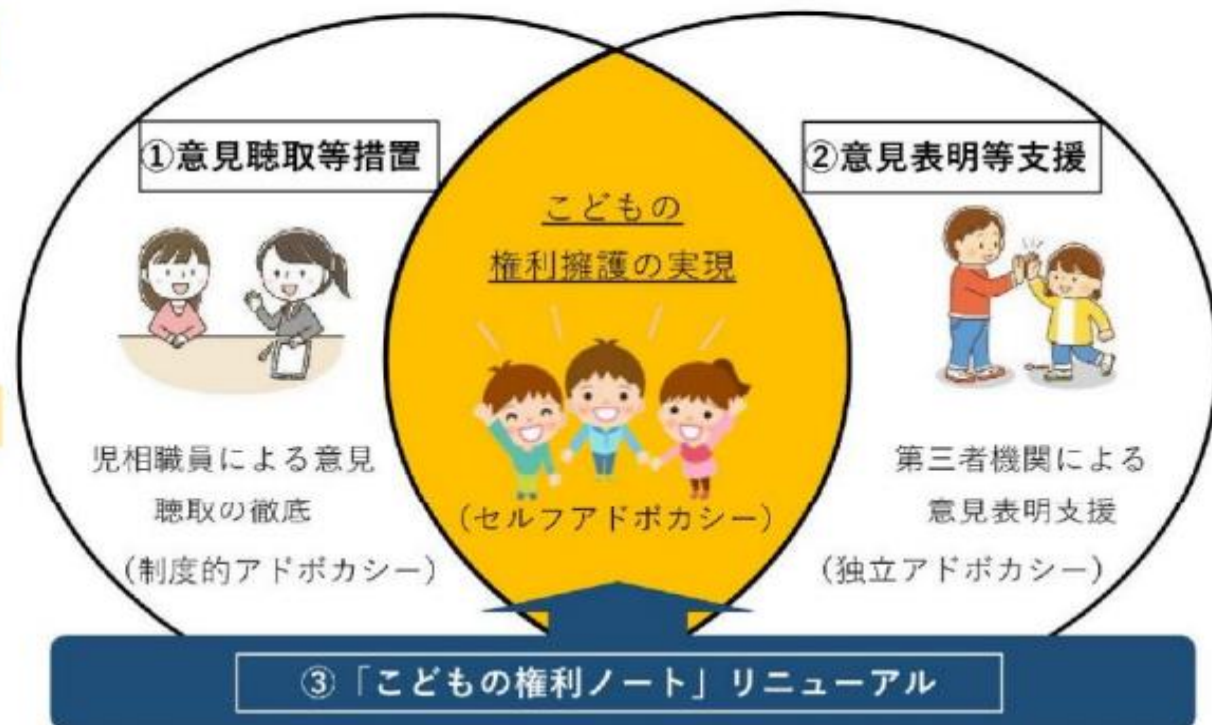 ①意見聴取等措置
児相職員による意見
聴取の徹底
（制度的アドボカシー）
こどもの
権利擁護の実現
（セルフアドボカシー）
②意見表明等支援
第三者機関による
意見表明支援
（独立アドボカシー）
③「こどもの権利ノート」リニューアル